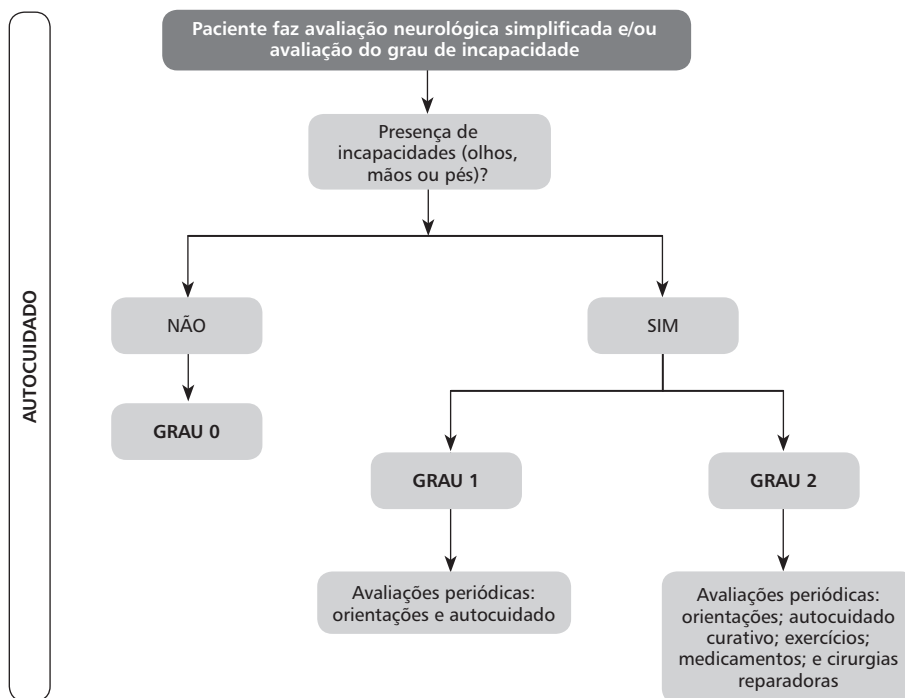 Paciente faz avaliação neurológica simplificada e/ou
avaliação do grau de incapacidade
Presença de
incapacidades (olhos,
mãos ou pés)?
AUTOCUIDADO
NÃO
SIM
GRAU 0
GRAU 1
GRAU 2
Avaliações periódicas:
orientações e autocuidado
Avaliações periódicas:
orientações; autocuidado
curativo; exercícios;
medicamentos; e cirurgias
reparadoras